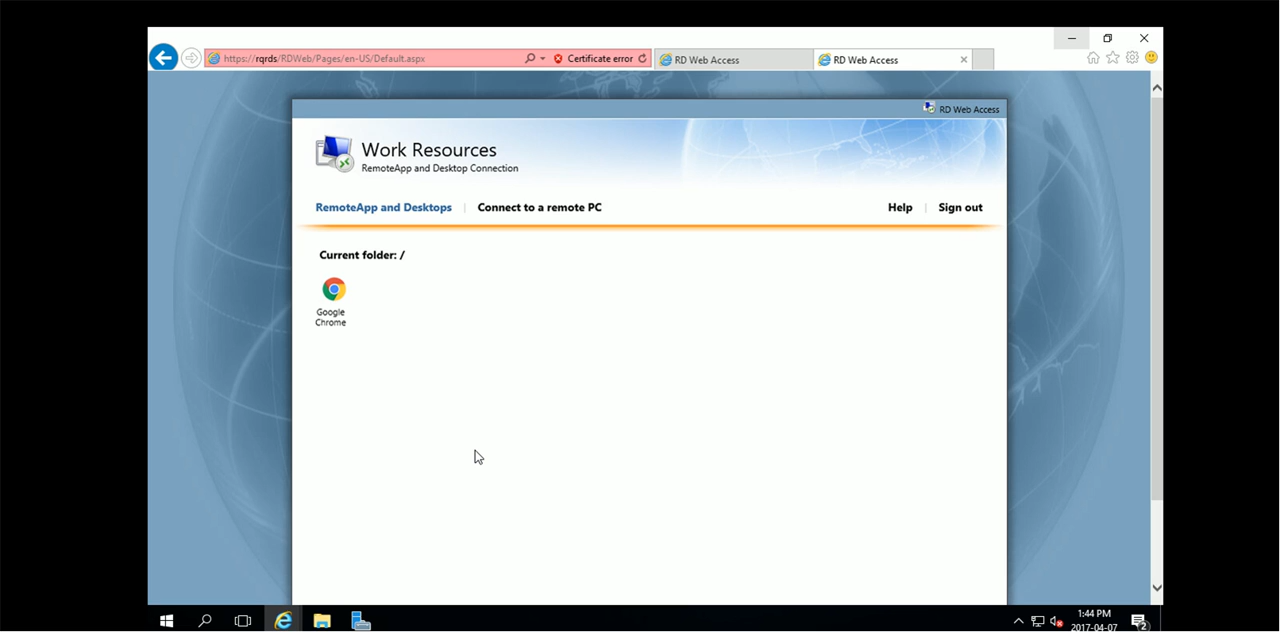 https://rqrds/RDWeb/Pages/en-US/Default.aspx
Certificate error
RD Web Access
RD Web Access
RD Web Access
Work Resources
RemoteApp and Desktop Connection
RemoteApp and Desktops
Connect to a remote PC
Help
Sign out
Current folder: /
Google
Chrome
1:44 PM
2017-04-07
2